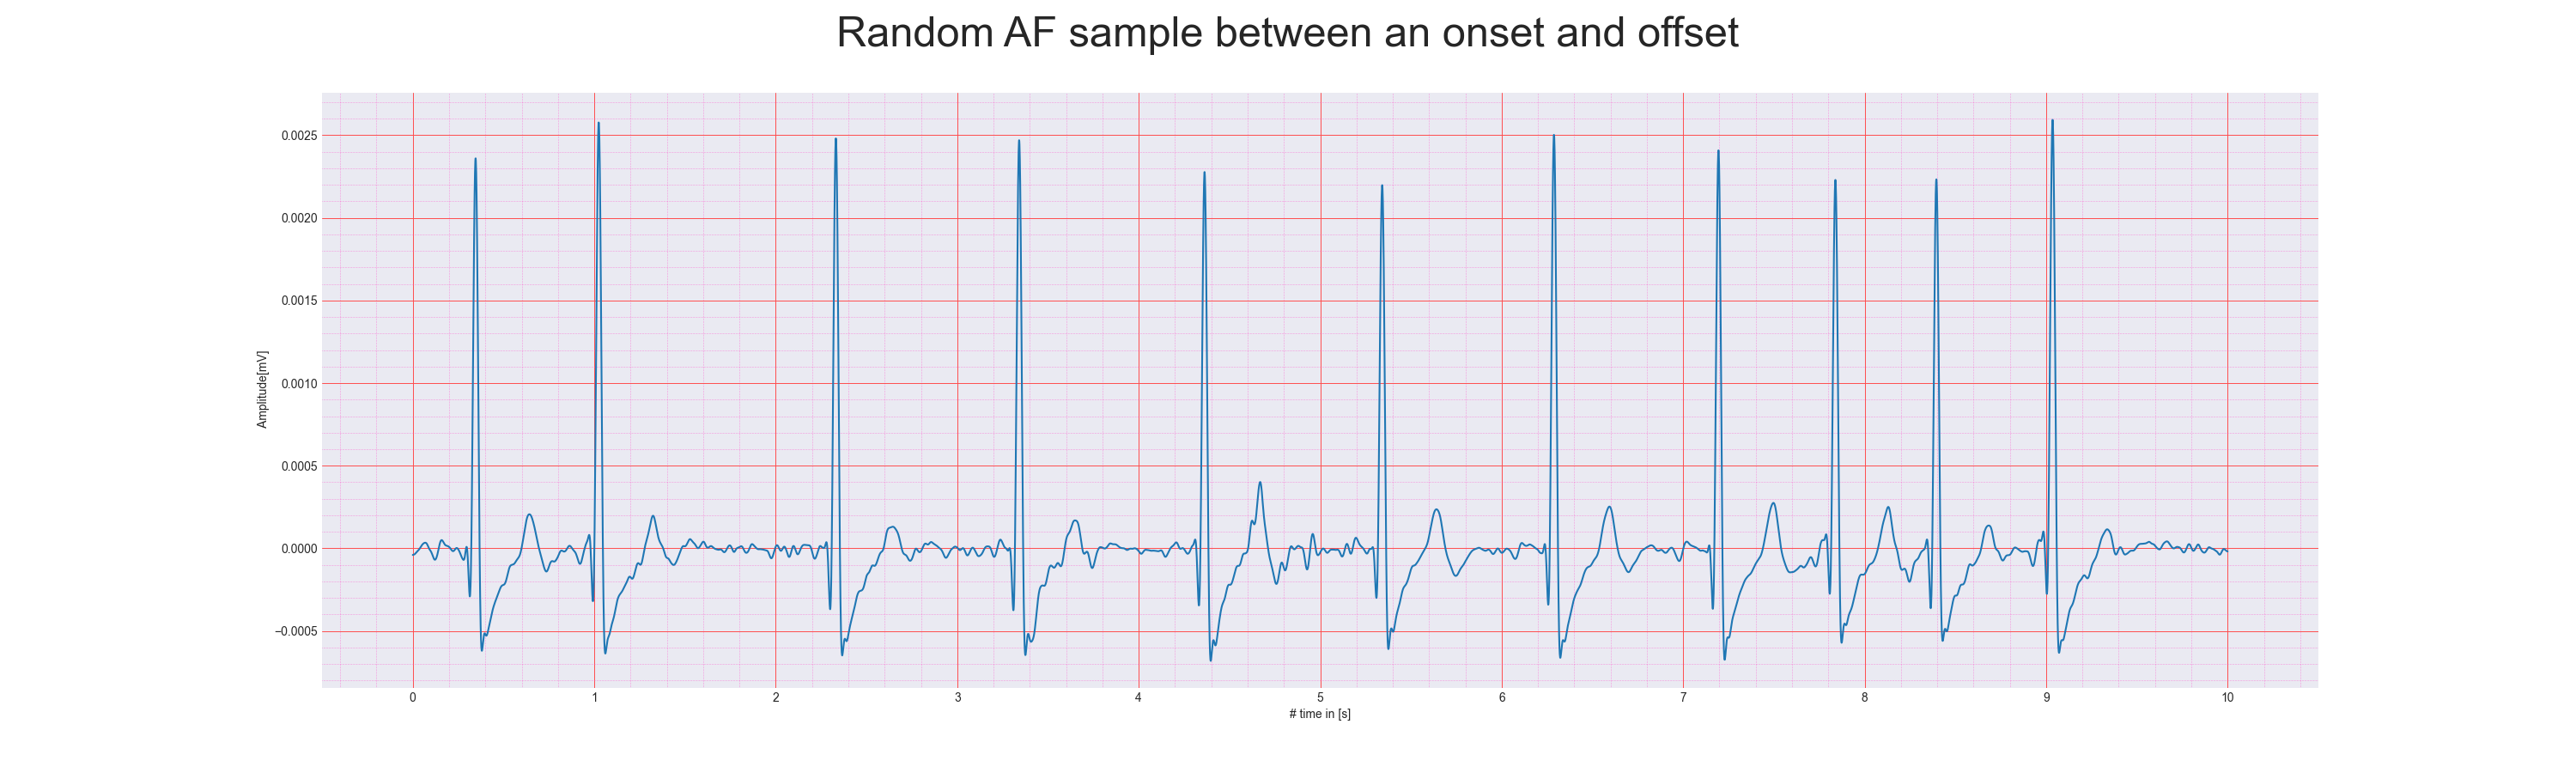 Random AF sample between an onset and offset
0.0025
0.0020
0.0015
0.0010
0.0005
0.0000
−0.0005
Amplitude[mV]
0 1 2 3 4 5 6 7 8 9 10
# time in [s]